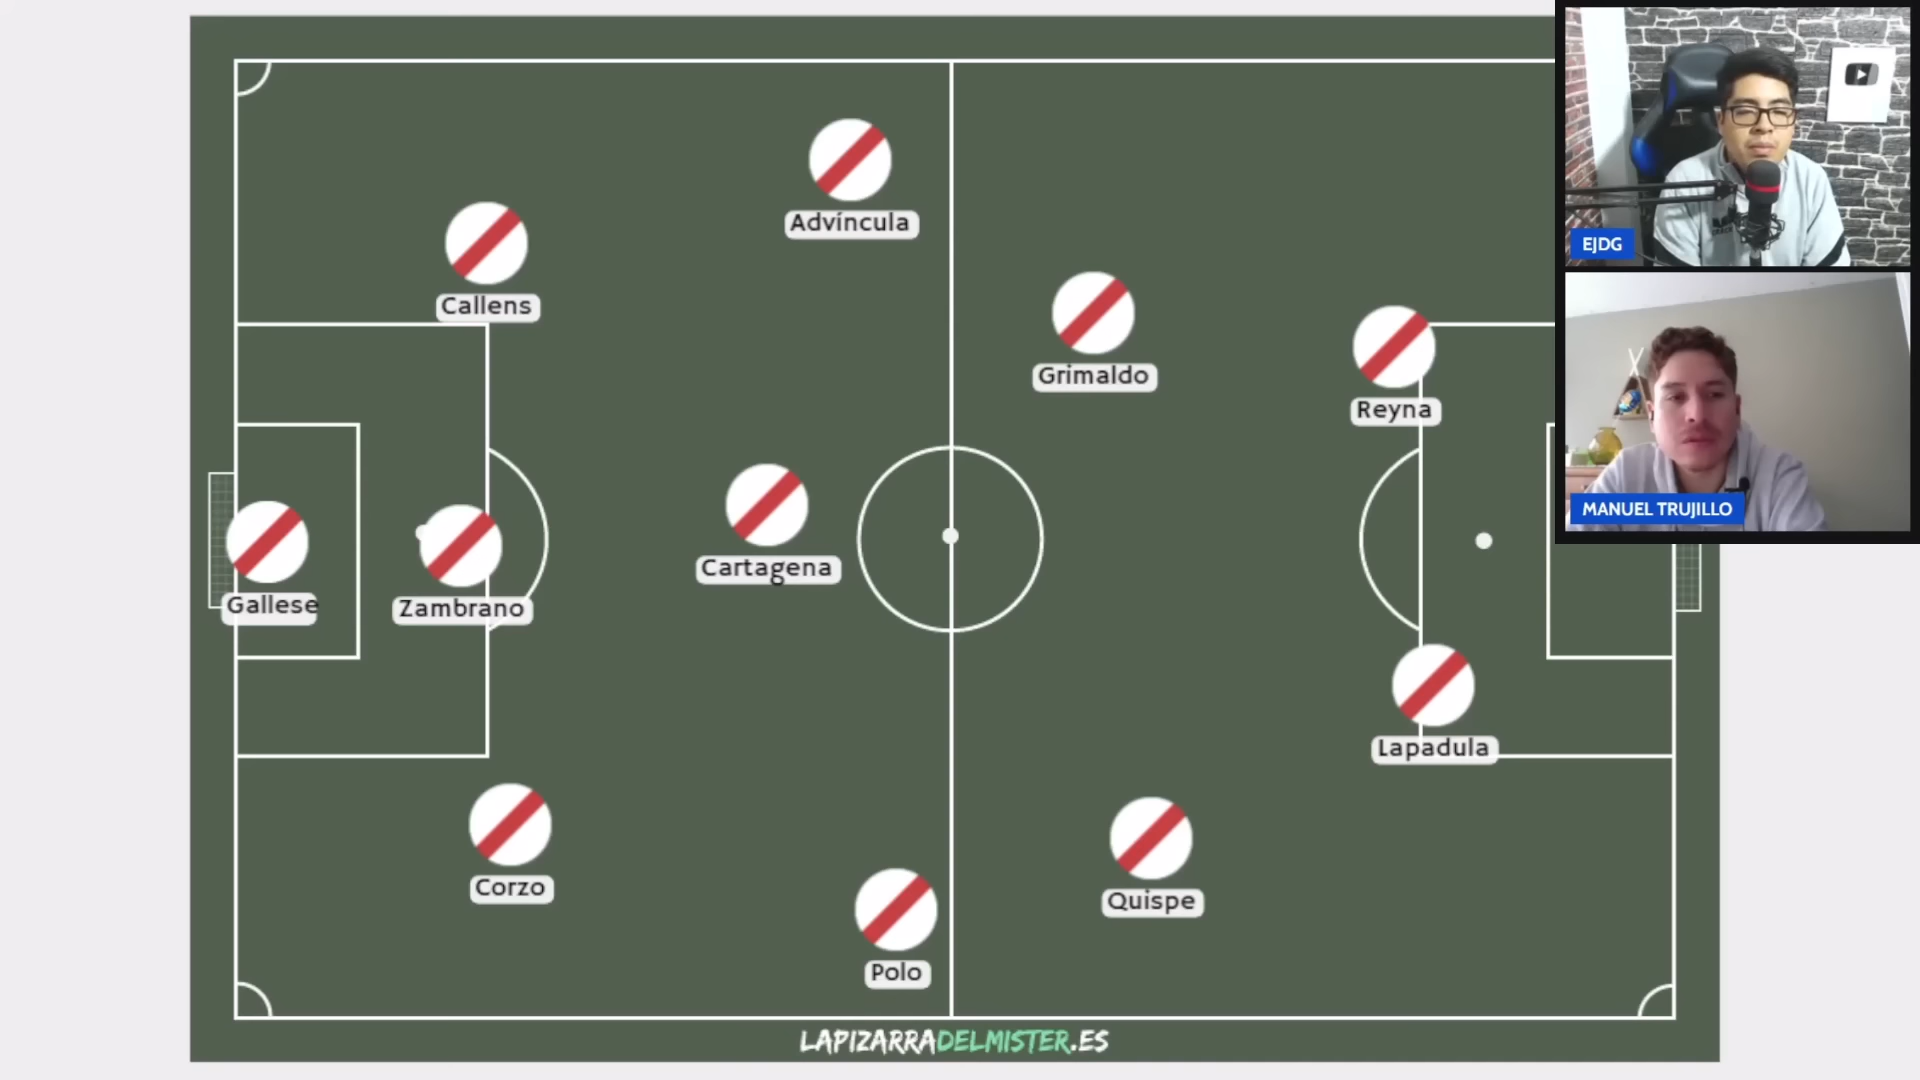 Advíncula
Callens
Grimaldo
Reyna
Cartagena
Gallese
Zambrano
Lapadula
Corzo
Quispe
Polo
LAPIZARRADELMISTER.ES
EJDG
MANUEL TRUJILLO